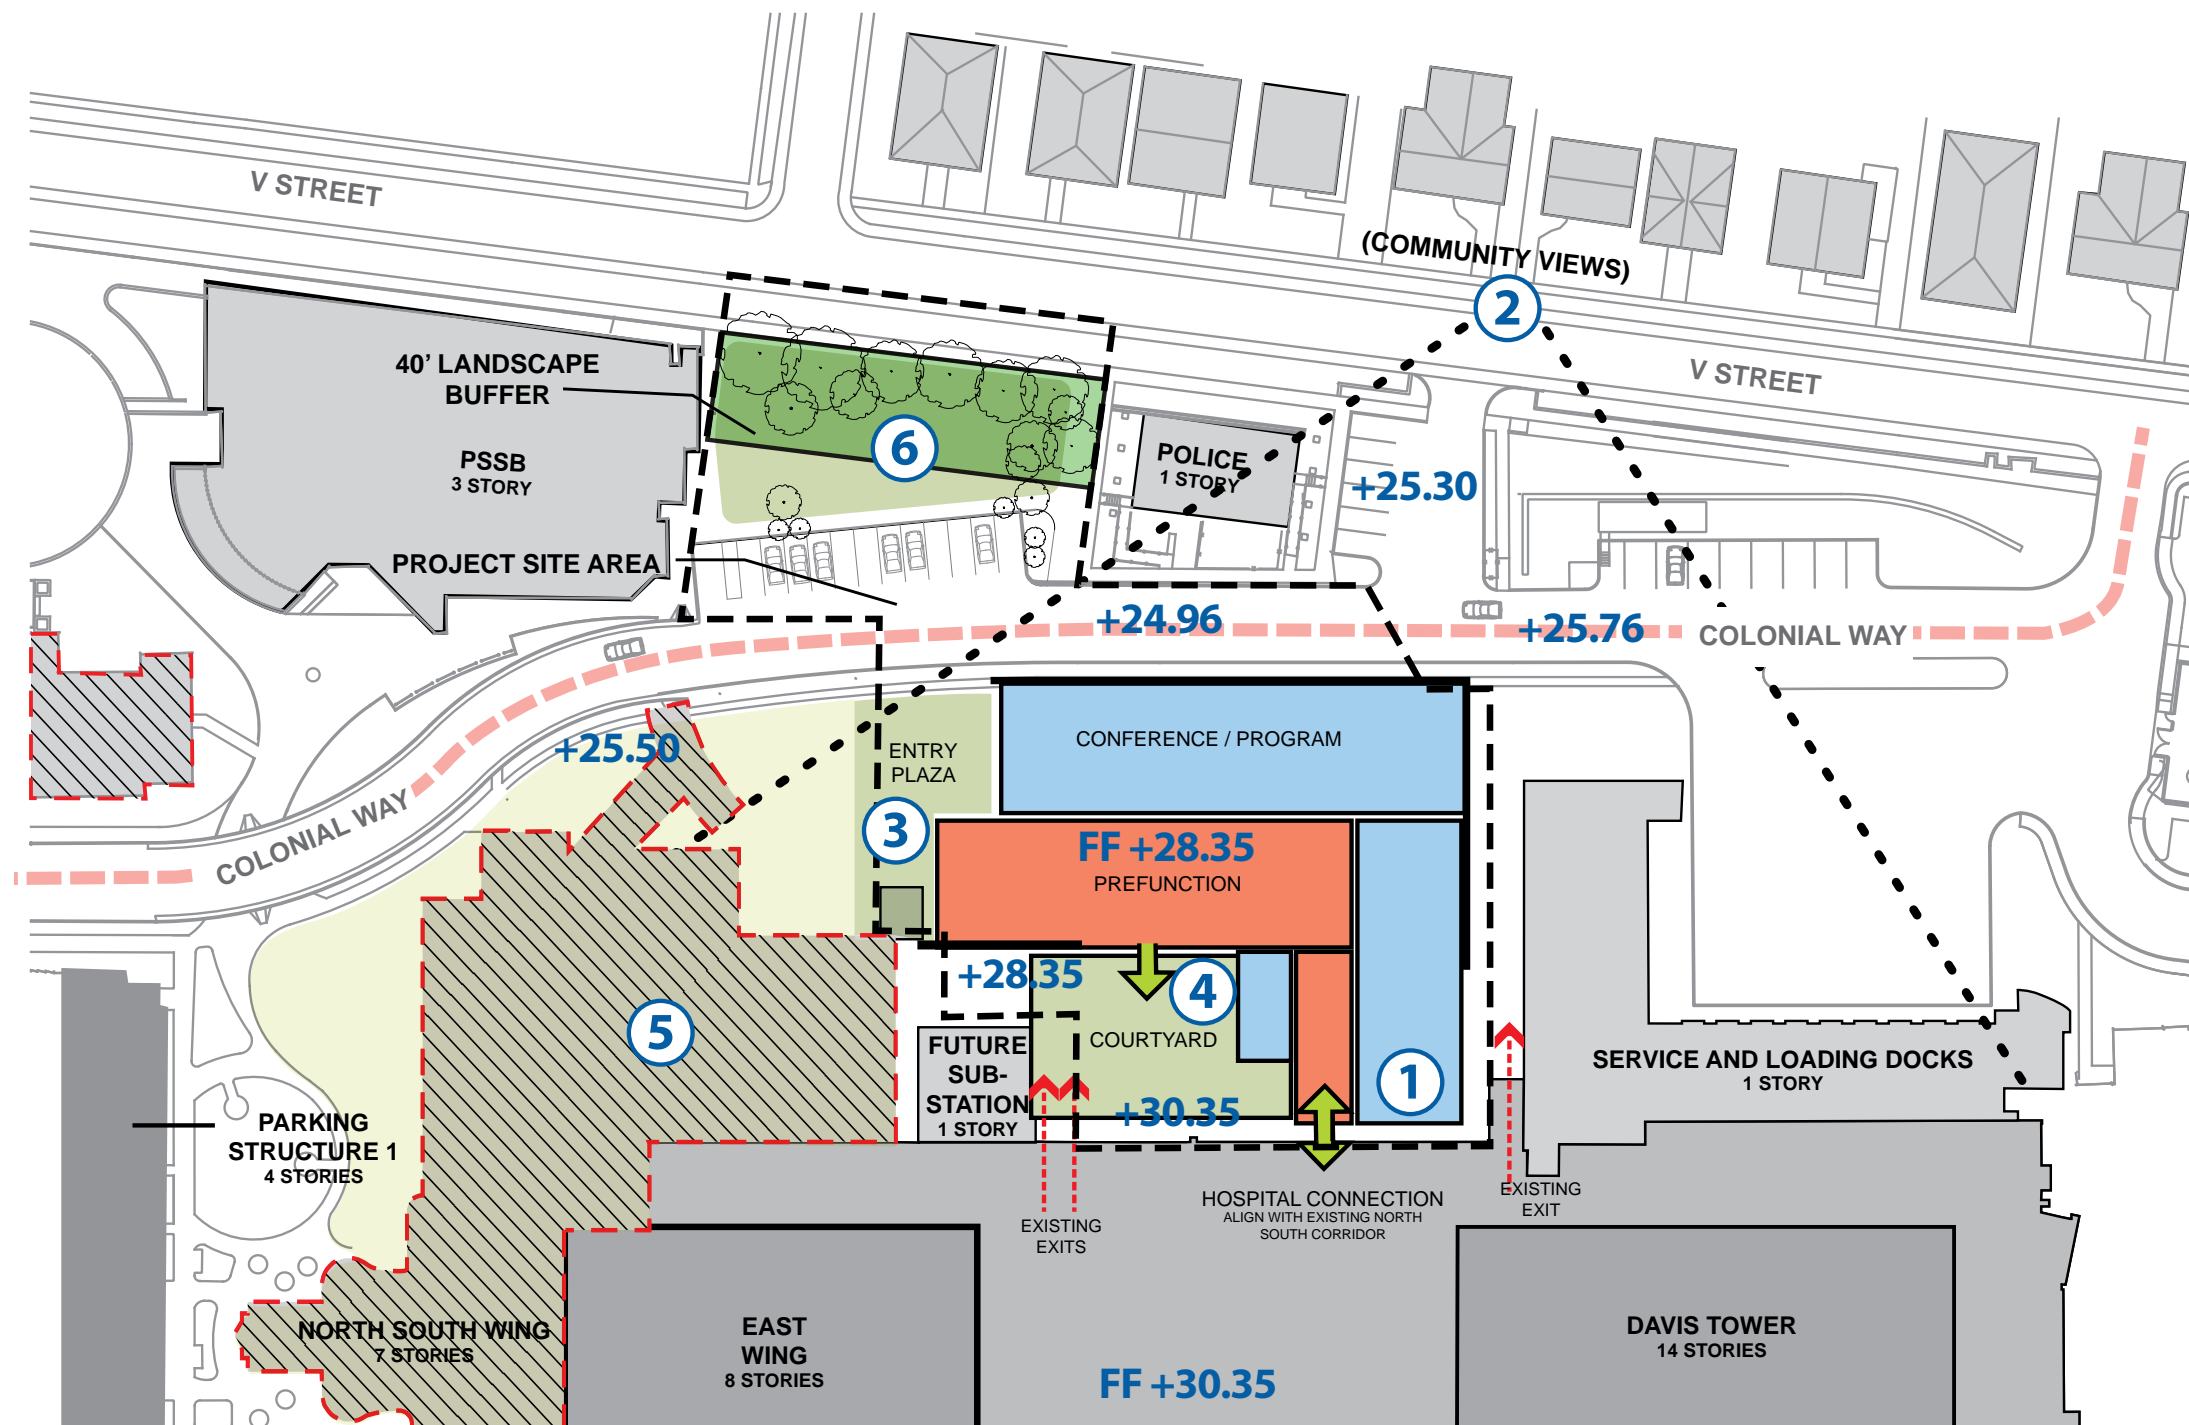 V STREET
(COMMUNITY VIEWS)
2
40’ LANDSCAPE
BUFFER
V STREET
6
PSSB
3 STORY
POLICE
1 STORY
+25.30
PROJECT SITE AREA
+24.96
+25.76
COLONIAL WAY
+25.50
ENTRY
PLAZA
CONFERENCE / PROGRAM
COLONIAL WAY
3
FF +28.35
PREFUNCTION
+28.35
4
5
COURTYARD
FUTURE
SUB-
STATION
1 STORY
1
SERVICE AND LOADING DOCKS
1 STORY
+30.35
PARKING
STRUCTURE 1
4 STORIES
HOSPITAL CONNECTION
ALIGN WITH EXISTING NORTH
SOUTH CORRIDOR
EXISTING
EXIT
EXISTING
EXITS
NORTH SOUTH WING
7 STORIES
EAST
WING
8 STORIES
DAVIS TOWER
14 STORIES
FF +30.35